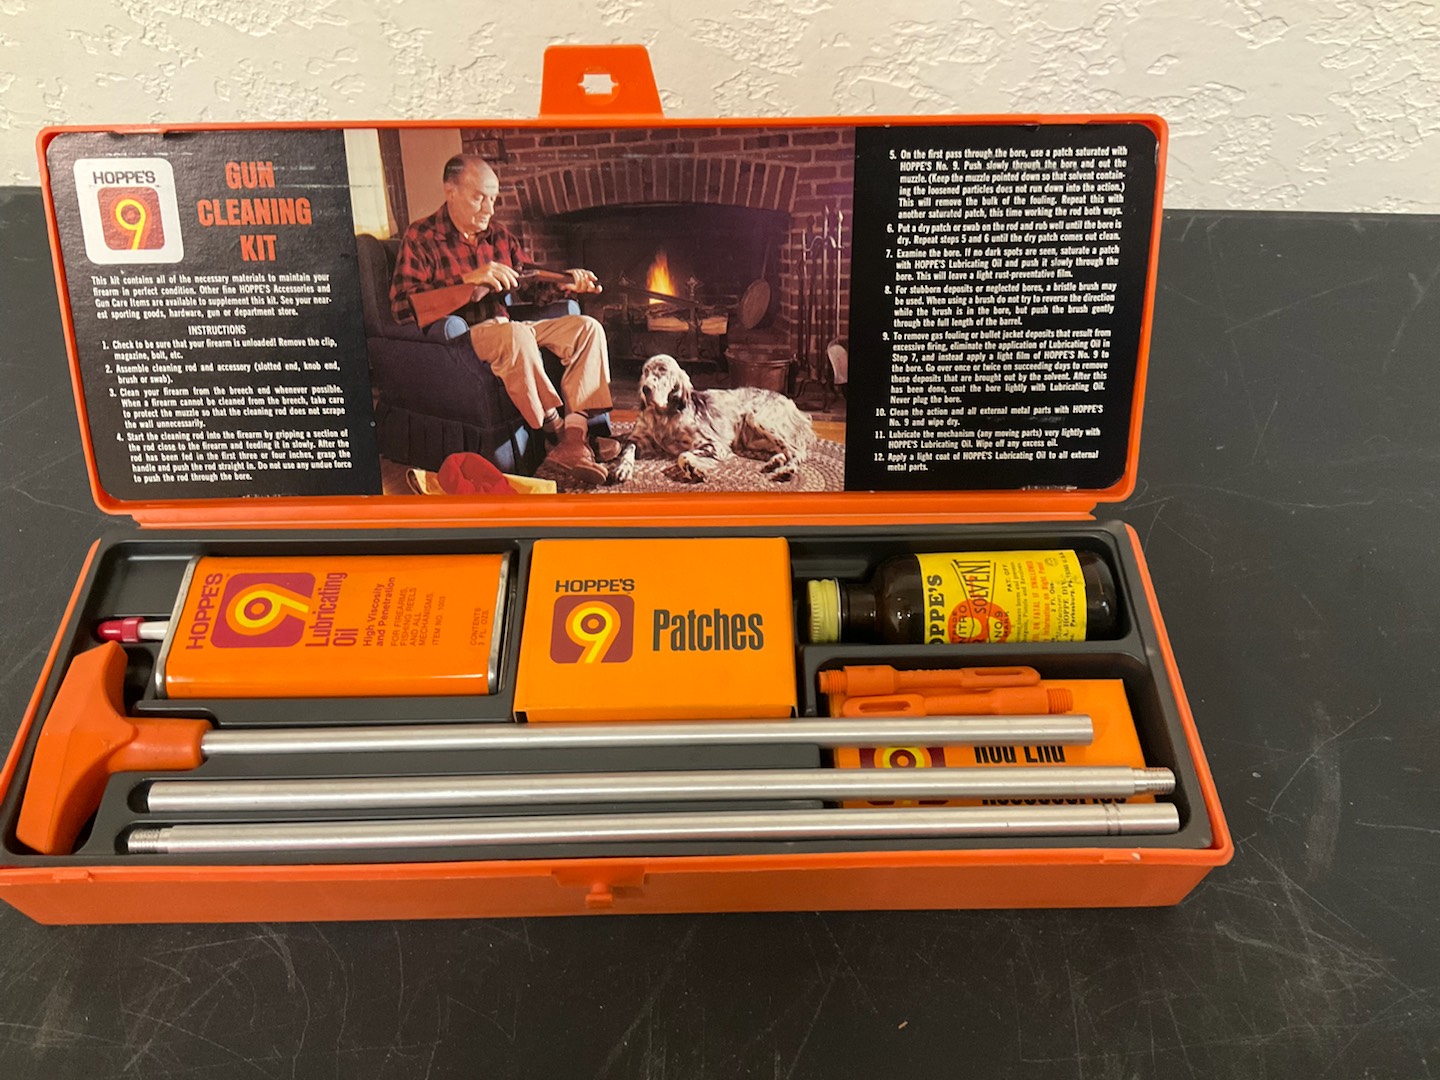 HOPPE'S
9
GUN
CLEANING
KIT
This kit contains all of the necessary materials to maintain your
firearm in perfect condition. Other fine HOPPE'S Accessories and
Gun Care Items are available to supplement this kit. See your near-
est sporting goods, hardware, gun or department store.
INSTRUCTIONS
1. Check to be sure that your firearm is unloaded! Remove the clip,
magazine, bolt, etc.
2. Assemble cleaning rod and accessory (slotted end, knob end,
brush or swab).
3. Clean your firearm from the breech end whenever possible.
When a firearm cannot be cleaned from the breech, take care
to protect the muzzle so that the cleaning rod does not scrape
the wall unnecessarily.
4. Start the cleaning rod into the firearm by gripping a section of
the rod close to the firearm and feeding it in slowly. After the
rod has been fed in the first three or four inches, grasp the
handle and push the rod straight in. Do not use any undue force
to push the rod through the bore.
5. On the first pass through the bore, use a patch saturated with
HOPPE'S No. 9. Push slowly through the bore and out the
muzzle. (Keep the muzzle pointed down so that solvent contain-
ing the loosened particles does not run down into the action.)
This will remove the bulk of the fouling. Repeat this with
another saturated patch, this time working the rod both ways.
6. Put a dry patch or swab on the rod and rub well until the bore is
dry. Repeat steps 5 and 6 until the dry patch comes out clean.
7. Examine the bore. If no dark spots are seen, saturate a patch
with HOPPE'S Lubricating Oil and push it slowly through the
bore. This will leave a light rust-preventative film.
8. For stubborn deposits or neglected bores, a bristle brush may
be used. When using a brush do not try to reverse the direction
while the brush is in the bore, but push the brush gently
through the full length of the barrel.
9. To remove gas fouling or bullet jacket deposits that result from
excessive firing, eliminate the application of Lubricating Oil in
Step 7, and instead apply a light film of HOPPE'S No. 9 to
the bore. Go over once or twice on succeeding days to remove
these deposits that are brought out by the solvent. After this
has been done, coat the bore lightly with Lubricating Oil.
Never plug the bore.
10. Clean the action and all external metal parts with HOPPE'S
No. 9 and wipe dry.
11. Lubricate the mechanism (any moving parts) very lightly with
HOPPE'S Lubricating Oil. Wipe off any excess oil.
12. Apply a light coat of HOPPE'S Lubricating Oil to all external
metal parts.
HOPPE'S
9
Lubricating
Oil
High Viscosity
and Penetration
FOR FIREARMS,
FISHING REELS
AND ALL
MECHANISMS
ITEM NO. 1003
CONTENTS
2 FL. OZS.
HOPPE'S
9
Patches
OPPE'S
NITRO
SOLVENT
NO. 9
9
Rod End
Accessories